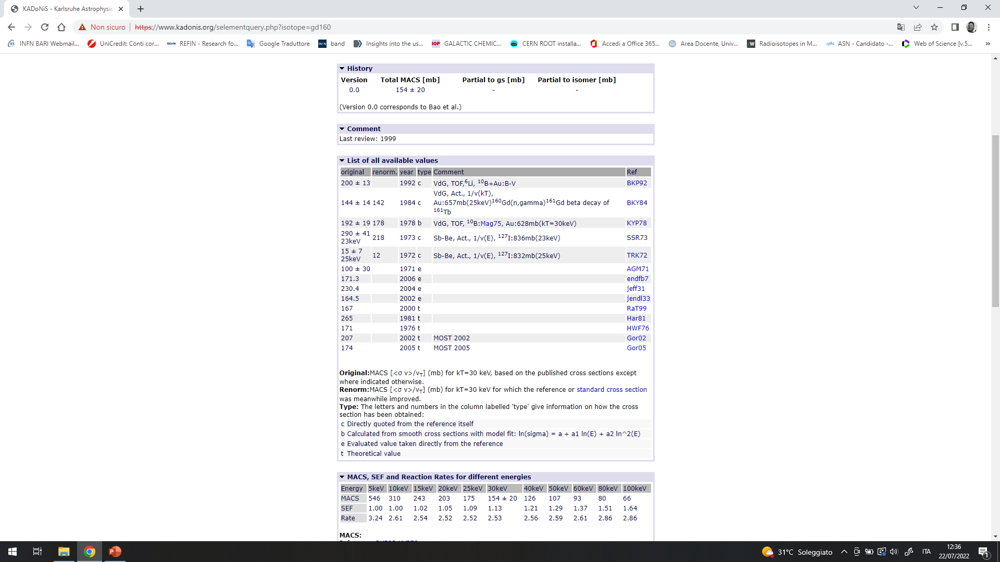 KADoNiS - Karlsruhe Astrophysic
Non sicuro https://www.kadonis.org/selementquery.php?isotope=gd160
INFN BARI Webmail... UniCredit: Conti cor... REFIN REFIN - Research fo... Google Traduttore INFN band Insights into the us... IOP GALACTIC CHEMIC... CERN ROOT installa... Accedi a Office 365... Area Docente, Univ... W Radioisotopes in M... ASN ASN - Candidato -... Web of Science [v.5... »
History
Version Total MACS [mb] Partial to gs [mb] Partial to isomer [mb]
0.0 154 ± 20 - -
(Version 0.0 corresponds to Bao et al.)
Comment
Last review: 1999
List of all available values
original renorm. year type Comment Ref
200 ± 13 1992 c VdG, TOF,⁶Li, ¹⁰B+Au:B-V BKP92
VdG, Act., 1/v(kT),
144 ± 14 142 1984 c Au:657mb(25keV)¹⁶⁰Gd(n,gamma)¹⁶¹Gd beta decay of BKY84
¹⁶¹Tb
192 ± 19 178 1978 b VdG, TOF, ¹⁰B:Mag75, Au:628mb(kT=30keV) KYP78
290 ± 41
23keV 218 1973 c Sb-Be, Act., 1/v(E), ¹²⁷I:836mb(23keV) SSR73
15 ± 7
25keV 12 1972 c Sb-Be, Act., 1/v(E), ¹²⁷I:832mb(25keV) TRK72
100 ± 30 1971 e AGM71
171.3 2006 e endfb7
230.4 2004 e jeff31
164.5 2002 e jendl33
167 2000 t RaT99
265 1981 t Har81
171 1976 t HWF76
207 2002 t MOST 2002 Gor02
174 2005 t MOST 2005 Gor05
Original:MACS [<σ v>/vT] (mb) for kT=30 keV, based on the published cross sections except
where indicated otherwise.
Renorm:MACS [<σ v>/vT] (mb) for kT=30 keV for which the reference or standard cross section
was meanwhile improved.
Type: The letters and numbers in the column labelled 'type' give information on how the cross
section has been obtained:
c Directly quoted from the reference itself
b Calculated from smooth cross sections with model fit: ln(sigma) = a + a1 ln(E) + a2 ln^2(E)
e Evaluated value taken directly from the reference
t Theoretical value
MACS, SEF and Reaction Rates for different energies
Energy 5keV 10keV 15keV 20keV 25keV 30keV 40keV 50keV 60keV 80keV 100keV
MACS 546 310 243 203 175 154 ± 20 126 107 93 80 66
SEF 1.00 1.00 1.02 1.05 1.09 1.13 1.21 1.29 1.37 1.51 1.64
Rate 3.24 2.61 2.54 2.52 2.52 2.53 2.56 2.59 2.61 2.86 2.86
MACS:
31°C Soleggiato ITA 12:36
22/07/2022 1